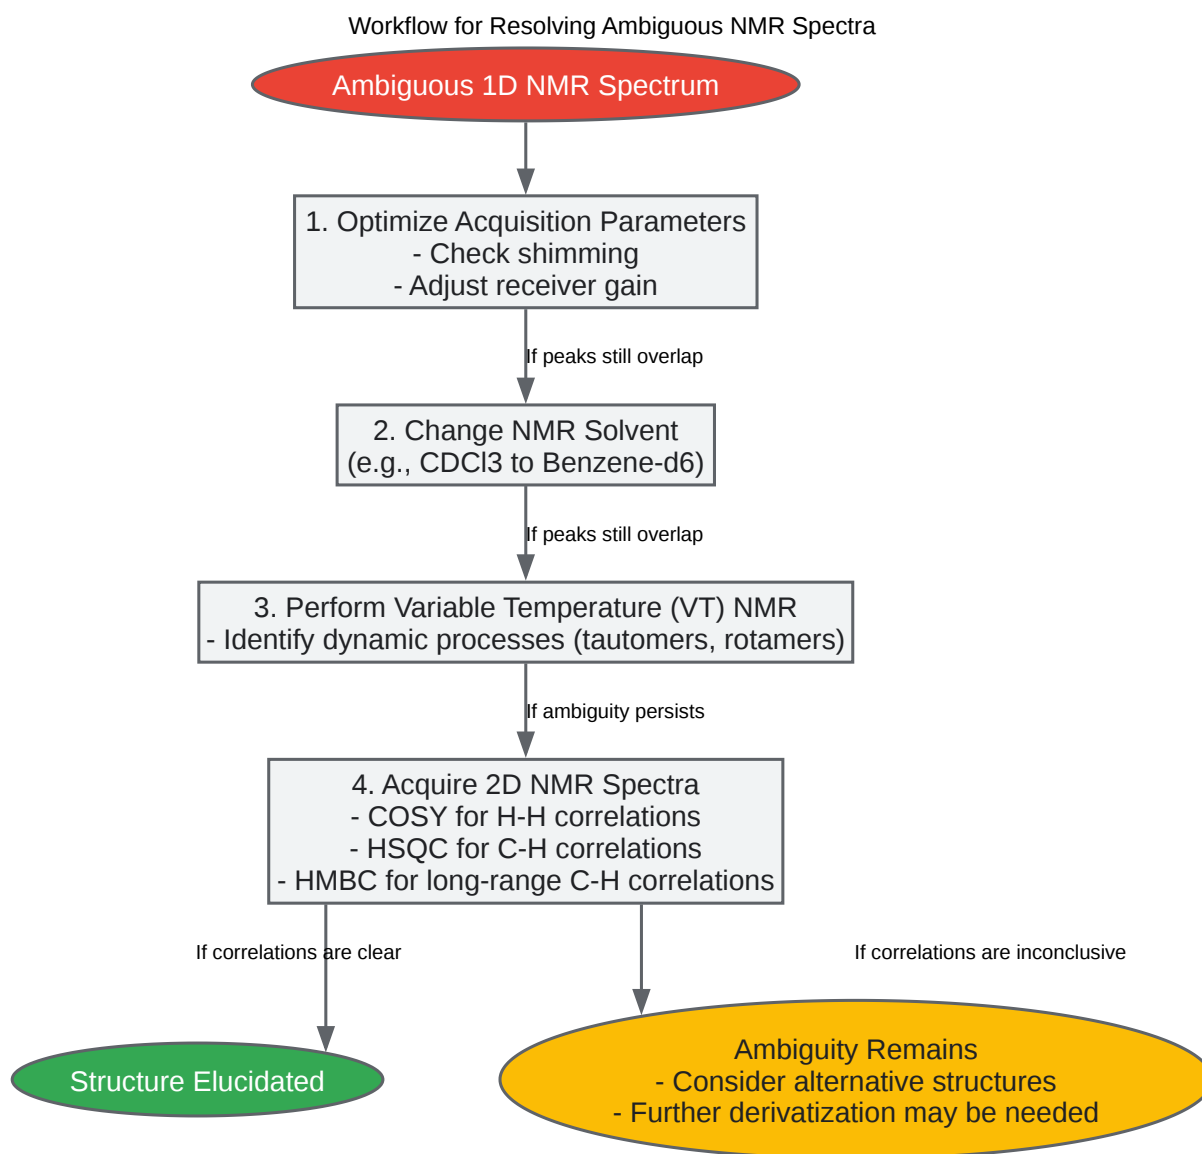 Workflow for Resolving Ambiguous NMR Spectra
Ambiguous 1D NMR Spectrum
1. Optimize Acquisition Parameters
- Check shimming
- Adjust receiver gain
If peaks still overlap
2. Change NMR Solvent
(e.g., CDCl3 to Benzene-d6)
If peaks still overlap
3. Perform Variable Temperature (VT) NMR
- Identify dynamic processes (tautomers, rotamers)
If ambiguity persists
4. Acquire 2D NMR Spectra
- COSY for H-H correlations
- HSQC for C-H correlations
- HMBC for long-range C-H correlations
If correlations are clear
If correlations are inconclusive
Structure Elucidated
Ambiguity Remains
- Consider alternative structures
- Further derivatization may be needed